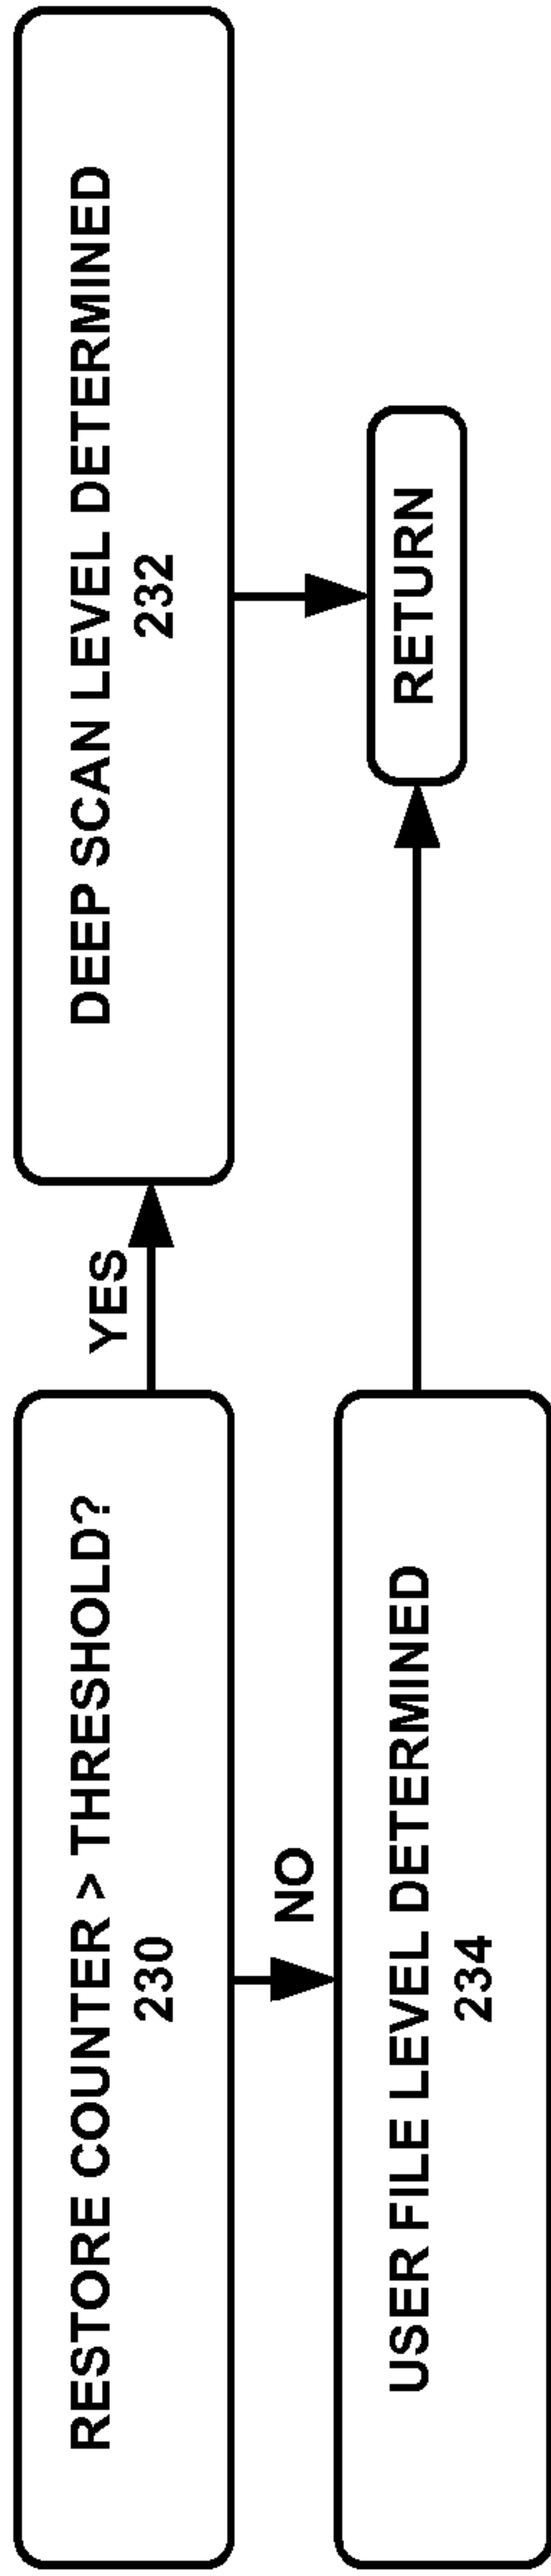 RESTORE COUNTER > THRESHOLD?
230
YES
DEEP SCAN LEVEL DETERMINED
232
NO
USER FILE LEVEL DETERMINED
234
RETURN